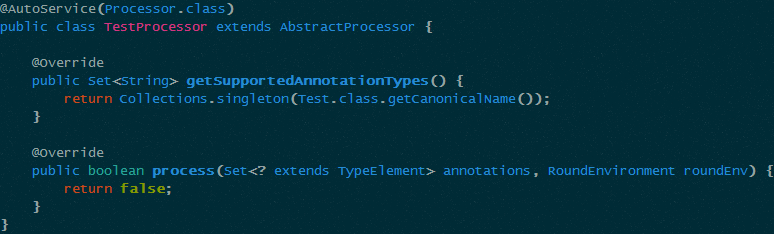 @AutoService(Processor.class)
public class TestProcessor extends AbstractProcessor {
@Override
public Set<String> getSupportedAnnotationTypes() {
return Collections.singleton(Test.class.getCanonicalName());
}
@Override
public boolean process(Set<? extends TypeElement> annotations, RoundEnvironment roundEnv) {
return false;
}
}